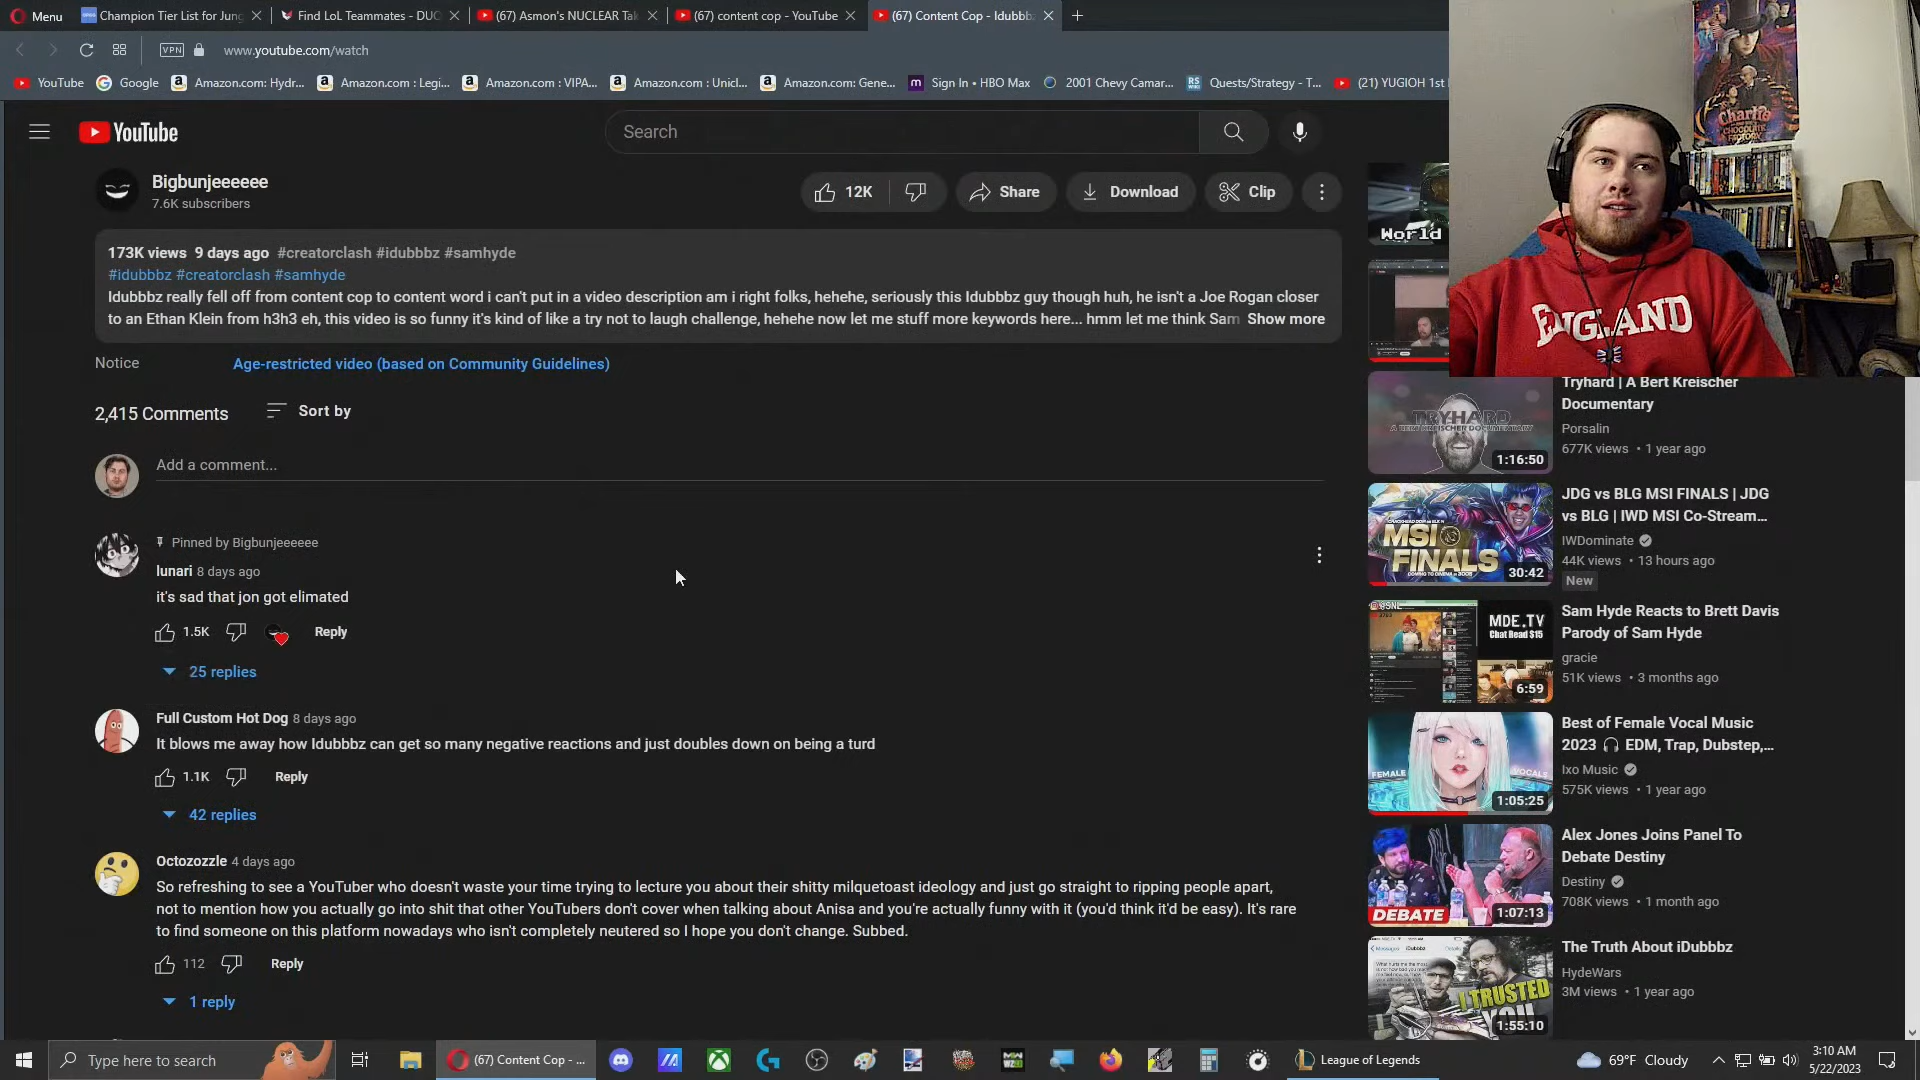 Menu
Champion Tier List for Jung
Find LoL Teammates - DUO
(67) Asmon's NUCLEAR Tak
(67) content cop - YouTube
(67) Content Cop - Idubbbz
VPN
www.youtube.com/watch
YouTube
Google
Amazon.com: Hydr...
Amazon.com : Legi...
Amazon.com : VIPA...
Amazon.com : Unicl...
Amazon.com: Gene...
Sign In • HBO Max
2001 Chevy Camar...
Quests/Strategy - T...
(21) YUGIOH 1st
YouTube
Search
Bigbunjeeeeee
7.6K subscribers
12K
Share
Download
Clip
173K views 9 days ago #creatorclash #idubbbz #samhyde
#idubbbz #creatorclash #samhyde
Idubbbz really fell off from content cop to content word i can't put in a video description am i right folks, hehehe, seriously this Idubbbz guy though huh, he isn't a Joe Rogan closer
to an Ethan Klein from h3h3 eh, this video is so funny it's kind of like a try not to laugh challenge, hehehe now let me stuff more keywords here... hmm let me think Sam Show more
Notice
Age-restricted video (based on Community Guidelines)
2,415 Comments
Sort by
Add a comment...
Pinned by Bigbunjeeeeee
lunari 8 days ago
it's sad that jon got elimated
1.5K
Reply
25 replies
Full Custom Hot Dog 8 days ago
It blows me away how Idubbbz can get so many negative reactions and just doubles down on being a turd
1.1K
Reply
42 replies
Octozozzle 4 days ago
So refreshing to see a YouTuber who doesn't waste your time trying to lecture you about their shitty milquetoast ideology and just go straight to ripping people apart,
not to mention how you actually go into shit that other YouTubers don't cover when talking about Anisa and you're actually funny with it (you'd think it'd be easy). It's rare
to find someone on this platform nowadays who isn't completely neutered so I hope you don't change. Subbed.
112
Reply
1 reply
World
Charlie
CHOCOLATE
FACTORY
ENGLAND
TRYHARD
A BERT KREISCHER DOCUMENTARY
1:16:50
Tryhard | A Bert Kreischer
Documentary
Porsalin
677K views • 1 year ago
MSI
FINALS
30:42
JDG vs BLG MSI FINALS | JDG
vs BLG | IWD MSI Co-Stream...
IWDominate
44K views • 13 hours ago
New
@SNL
MDE.TV
Chat Read $15
6:59
Sam Hyde Reacts to Brett Davis
Parody of Sam Hyde
gracie
51K views • 3 months ago
FEMALE
VOCALS
1:05:25
Best of Female Vocal Music
2023 🎧 EDM, Trap, Dubstep,...
Ixo Music
575K views • 1 year ago
DEBATE
1:07:13
Alex Jones Joins Panel To
Debate Destiny
Destiny
708K views • 1 month ago
I TRUSTED
YOU
1:55:10
The Truth About iDubbbz
HydeWars
3M views • 1 year ago
Type here to search
(67) Content Cop - ...
League of Legends
69°F Cloudy
3:10 AM
5/22/2023